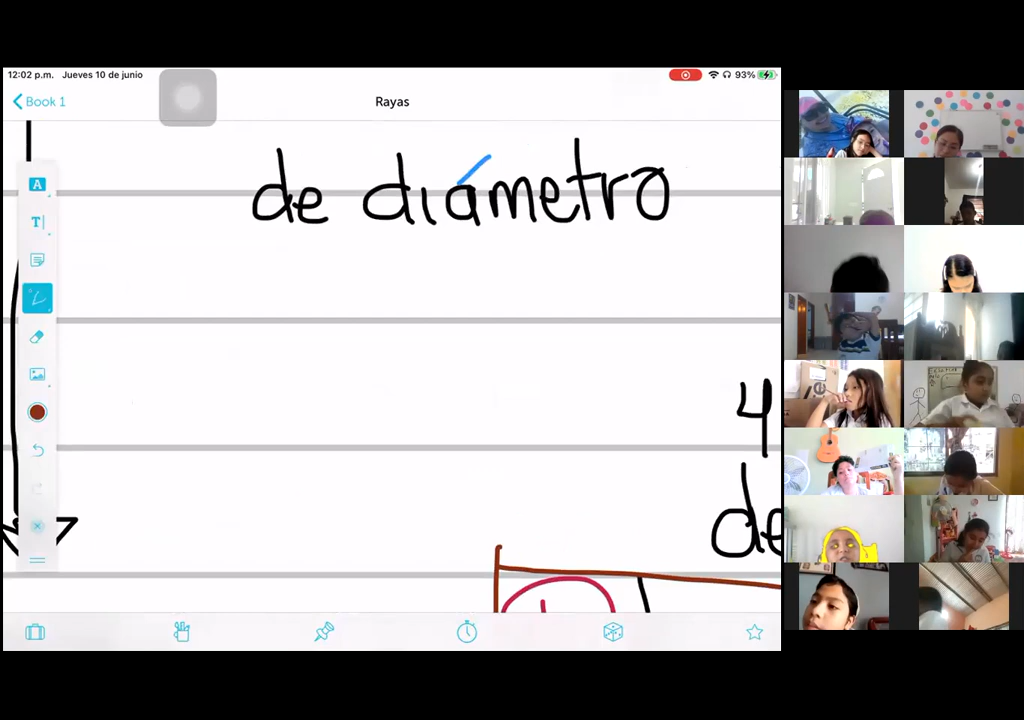 12:02 p.m. Jueves 10 de junio
93%
Book 1
Rayas
A
T
de diámetro
4
de